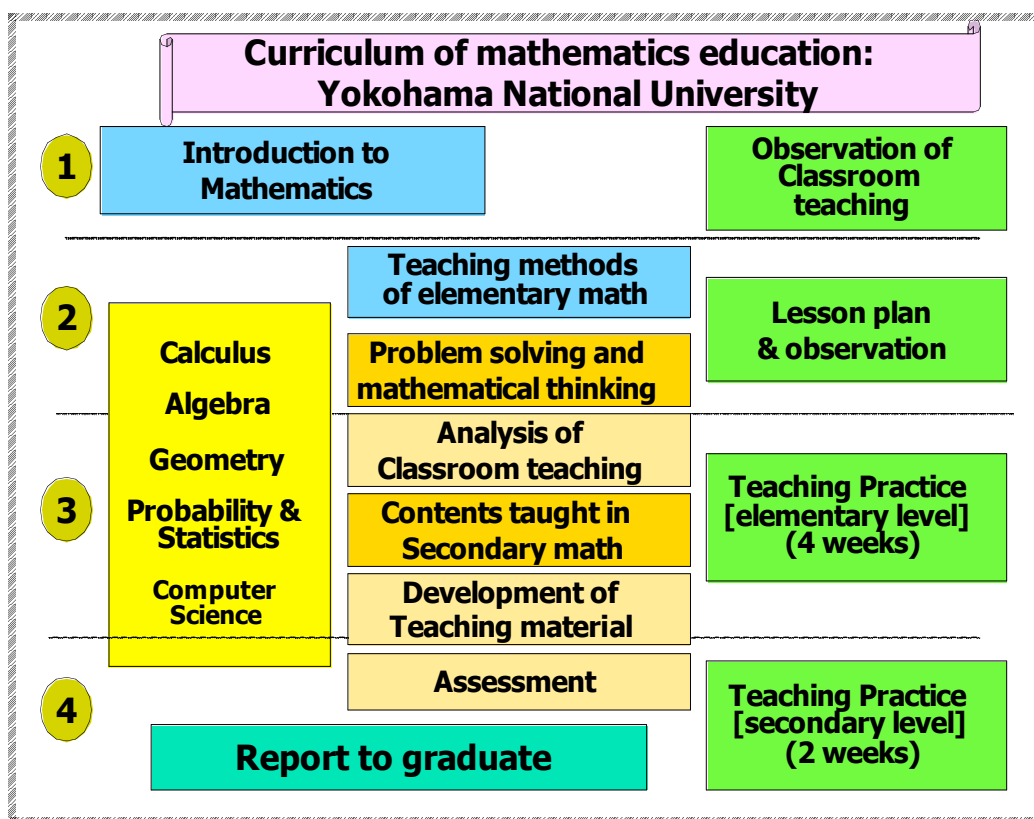 Curriculum of mathematics education:
Yokohama National University
1
Introduction to
Mathematics
Observation of
Classroom
teaching
2
Teaching methods
of elementary math
Problem solving and
mathematical thinking
Lesson plan
& observation
Calculus
Algebra
Geometry
Probability &
Statistics
Computer
Science
3
Analysis of
Classroom teaching
Contents taught in
Secondary math
Development of
Teaching material
Teaching Practice
[elementary level]
(4 weeks)
4
Assessment
Report to graduate
Teaching Practice
[secondary level]
(2 weeks)